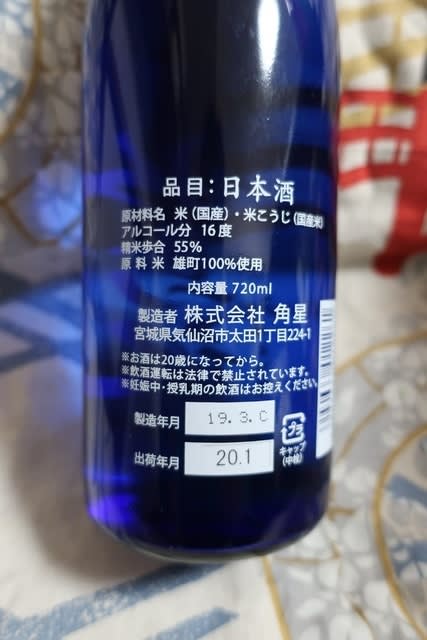 品目：日本酒
原材料名 米（国産）・米こうじ（国産米）
アルコール分 16度
精米歩合 55%
原料米 雄町100%使用
内容量 720ml
製造者 株式会社 角星
宮城県気仙沼市太田1丁目224-1
※お酒は20歳になってから。
※飲酒運転は法律で禁止されています。
※妊娠中・授乳期の飲酒はお控えください。
製造年月 19.3.C
出荷年月 20.1
プラ
キャップ
（中栓）